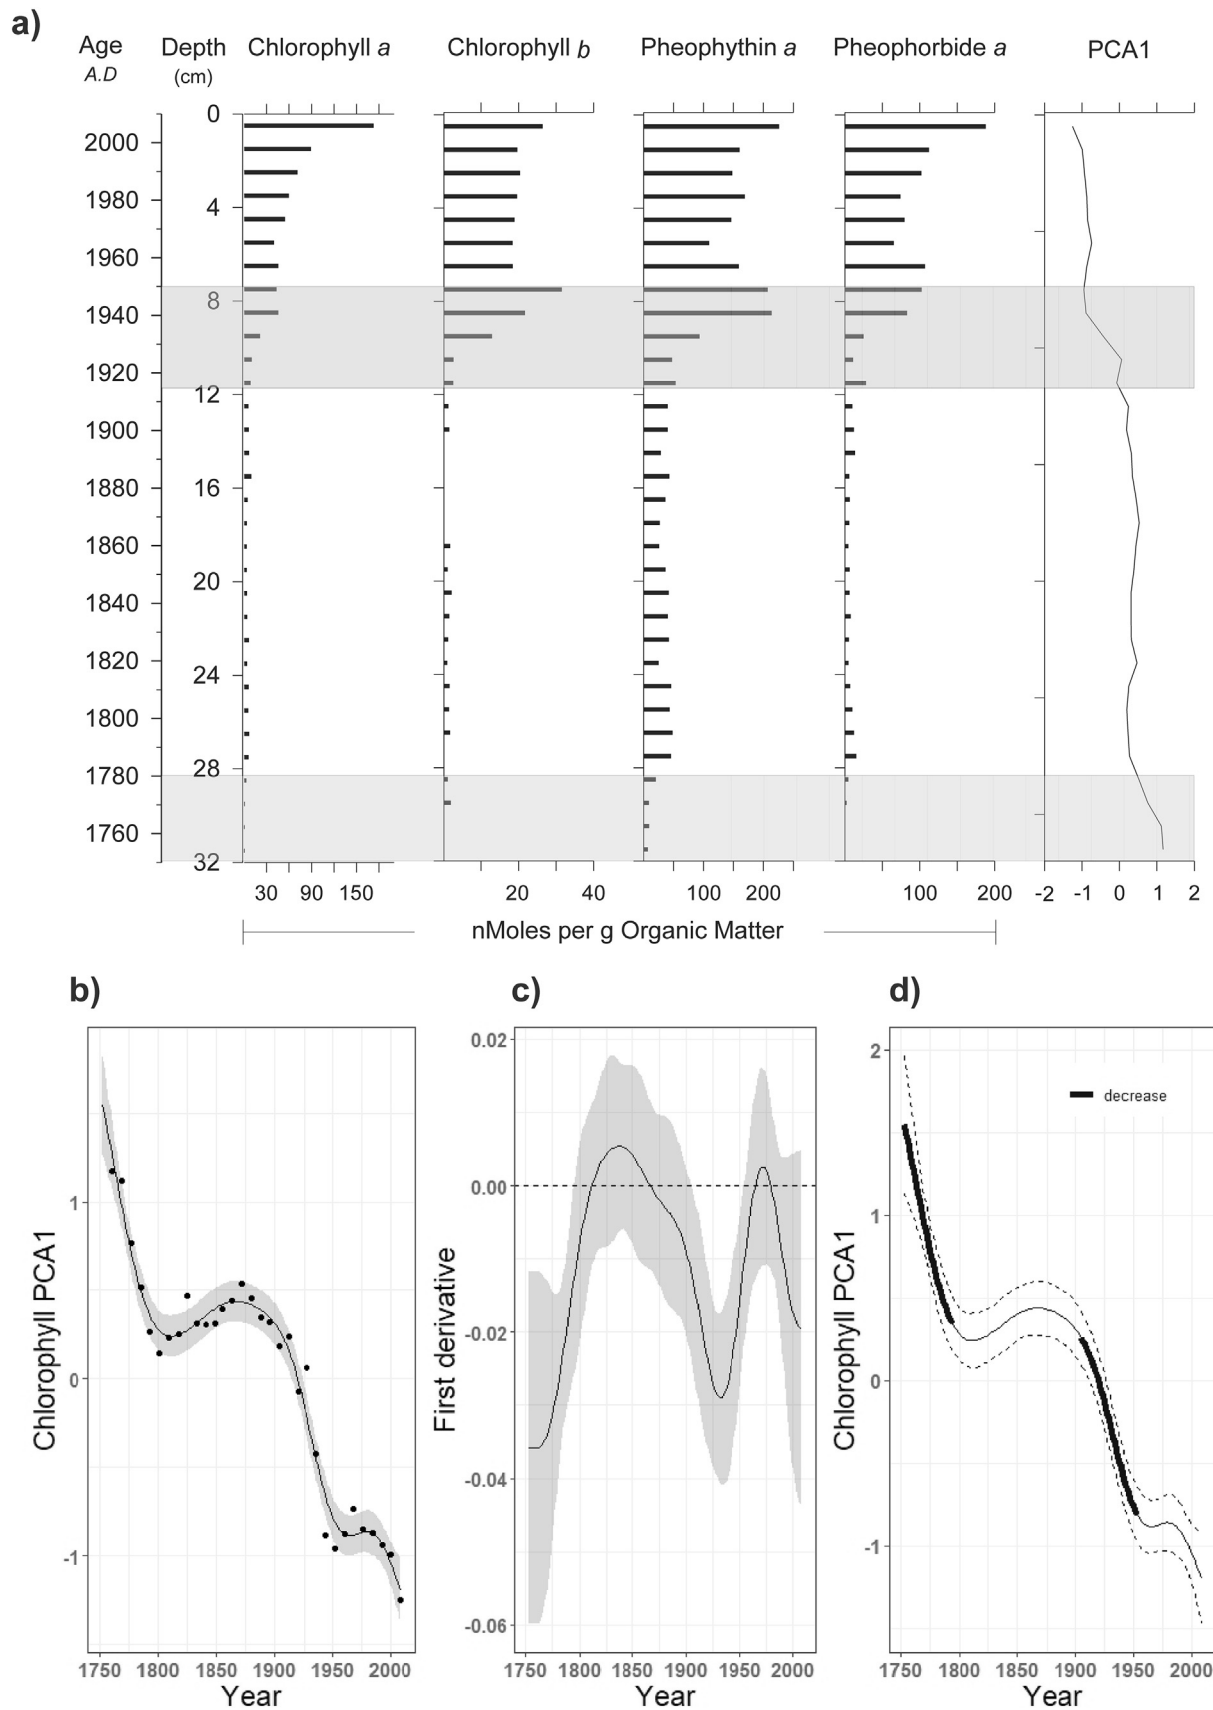 a)
Age Depth Chlorophyll a Chlorophyll b Pheophythin a Pheophorbide a PCA1
A.D (cm)
0
2000
1980
4
1960
8
1940
1920
12
1900
1880
16
1860
20
1840
1820
24
1800
28
1780
1760
32
30 90 150 20 40 100 200 100 200 -2 -1 0 1 2
nMoles per g Organic Matter
b)
Chlorophyll PCA1
1
0
-1
1750 1800 1850 1900 1950 2000
Year
c)
First derivative
0.02
0.00
-0.02
-0.04
-0.06
1750 1800 1850 1900 1950 2000
Year
d)
Chlorophyll PCA1
2
1
0
-1
decrease
1750 1800 1850 1900 1950 2000
Year